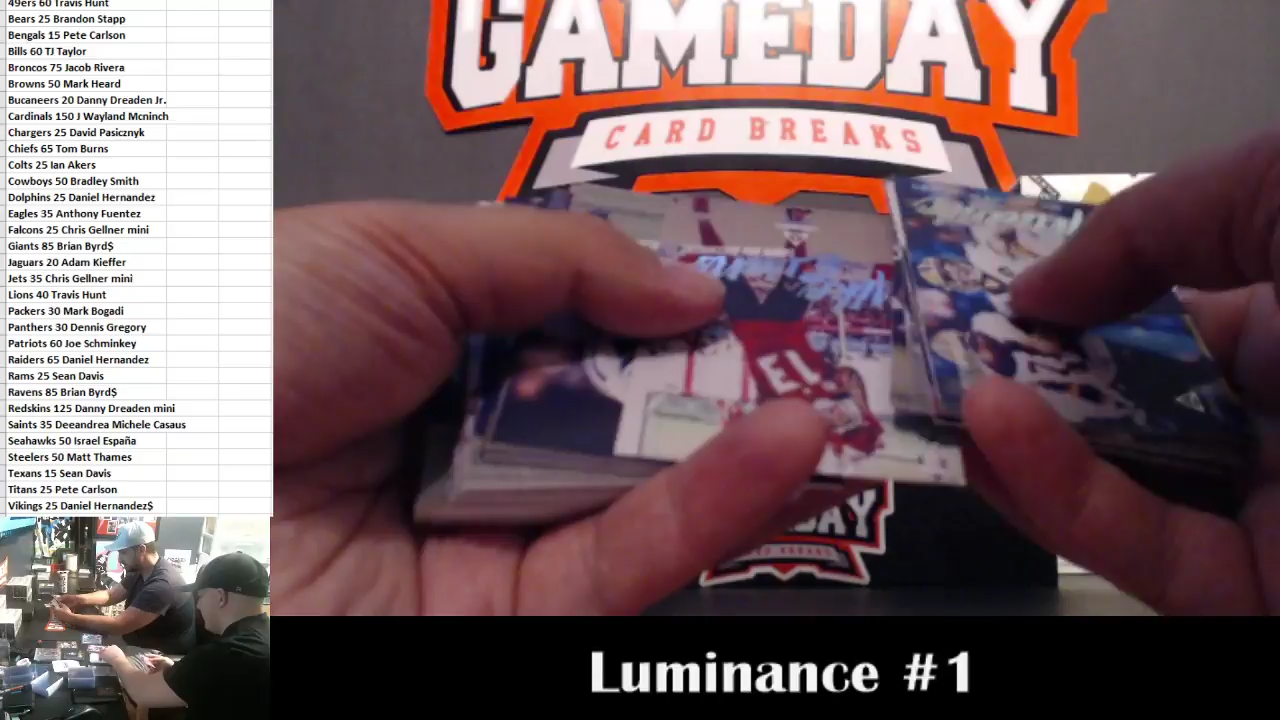 49ers 60 Travis Hunt
Bears 25 Brandon Stapp
Bengals 15 Pete Carlson
Bills 60 TJ Taylor
Broncos 75 Jacob Rivera
Browns 50 Mark Heard
Bucaneers 20 Danny Dreaden Jr.
Cardinals 150 J Wayland Mcninch
Chargers 25 David Pasicznyk
Chiefs 65 Tom Burns
Colts 25 Ian Akers
Cowboys 50 Bradley Smith
Dolphins 25 Daniel Hernandez
Eagles 35 Anthony Fuentez
Falcons 25 Chris Gellner mini
Giants 85 Brian Byrd$
Jaguars 20 Adam Kieffer
Jets 35 Chris Gellner mini
Lions 40 Travis Hunt
Packers 30 Mark Bogadi
Panthers 30 Dennis Gregory
Patriots 60 Joe Schminkey
Raiders 65 Daniel Hernandez
Rams 25 Sean Davis
Ravens 85 Brian Byrd$
Redskins 125 Danny Dreaden mini
Saints 35 Deeandrea Michele Casaus
Seahawks 50 Israel España
Steelers 50 Matt Thames
Texans 15 Sean Davis
Titans 25 Pete Carlson
Vikings 25 Daniel Hernandez$
GAMEDAY
CARD BREAKS
Luminance #1